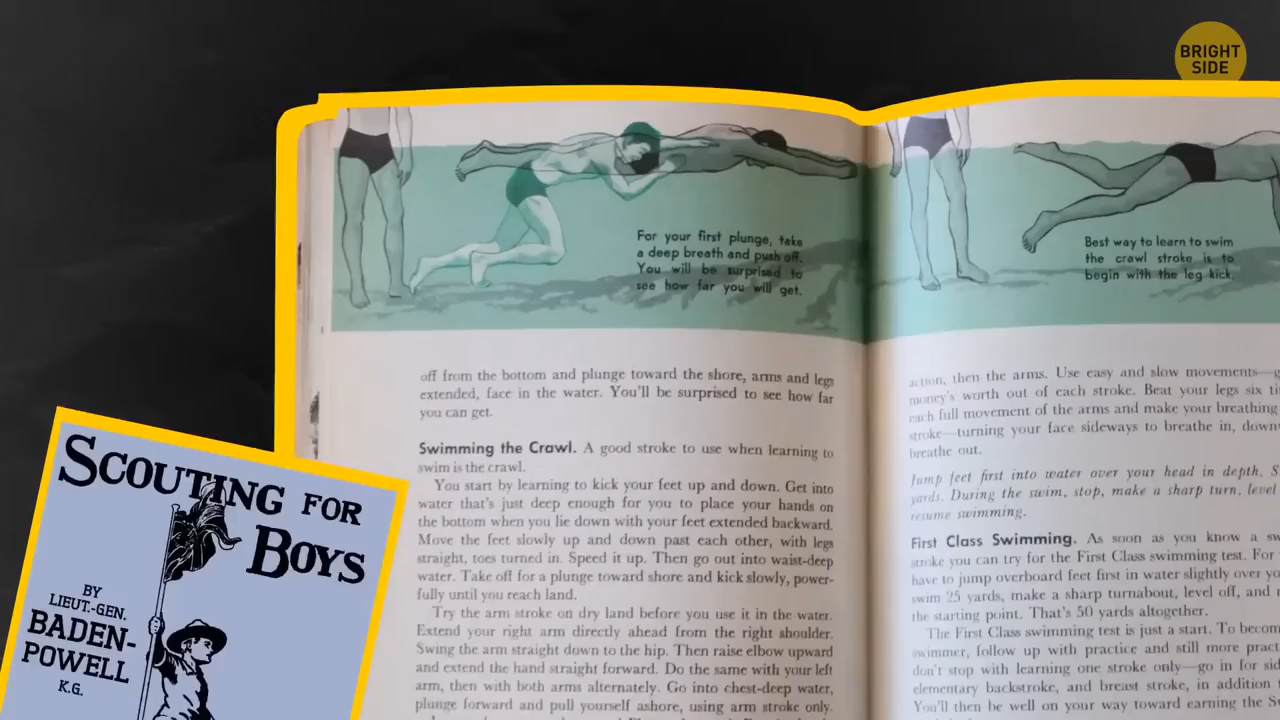 BRIGHT
SIDE
For your first plunge, take
a deep breath and push off.
You will be surprised to
see how far you will get.
off from the bottom and plunge toward the shore, arms and legs
extended, face in the water. You'll be surprised to see how far
you can get.
Swimming the Crawl. A good stroke to use when learning to
swim is the crawl.
You start by learning to kick your feet up and down. Get into
water that's just deep enough for you to place your hands on
the bottom when you lie down with your feet extended backward.
Move the feet slowly up and down past each other, with legs
straight, toes turned in. Speed it up. Then go out into waist-deep
water. Take off for a plunge toward shore and kick slowly, power-
fully until you reach land.
Try the arm stroke on dry land before you use it in the water.
Extend your right arm directly ahead from the right shoulder.
Swing the arm straight down to the hip. Then raise elbow upward
and extend the hand straight forward. Do the same with your left
arm, then with both arms alternately. Go into chest-deep water,
plunge forward and pull yourself ashore, using arm stroke only.
Best way to learn to swim
the crawl stroke is to
begin with the leg kick.
action, then the arms. Use easy and slow movements—
money's worth out of each stroke. Beat your legs six
each full movement of the arms and make your breathing
stroke—turning your face sideways to breathe in, down
breathe out.
Jump feet first into water over your head in depth,
yards. During the swim, stop, make a sharp turn, level
resume swimming.
First Class Swimming. As soon as you know a
stroke you can try for the First Class swimming test. For
have to jump overboard feet first in water slightly over
swim 25 yards, make a sharp turnabout, level off, and
the starting point. That's 50 yards altogether.
The First Class swimming test is just a start. To
swimmer, follow up with practice and still more
don't stop with learning one stroke only—go in for
elementary backstroke, and breast stroke, in addition
You'll then be well on your way toward earning the
SCOUTING FOR
BOYS
BY
LIEUT.-GEN.
BADEN-
POWELL
K.G.